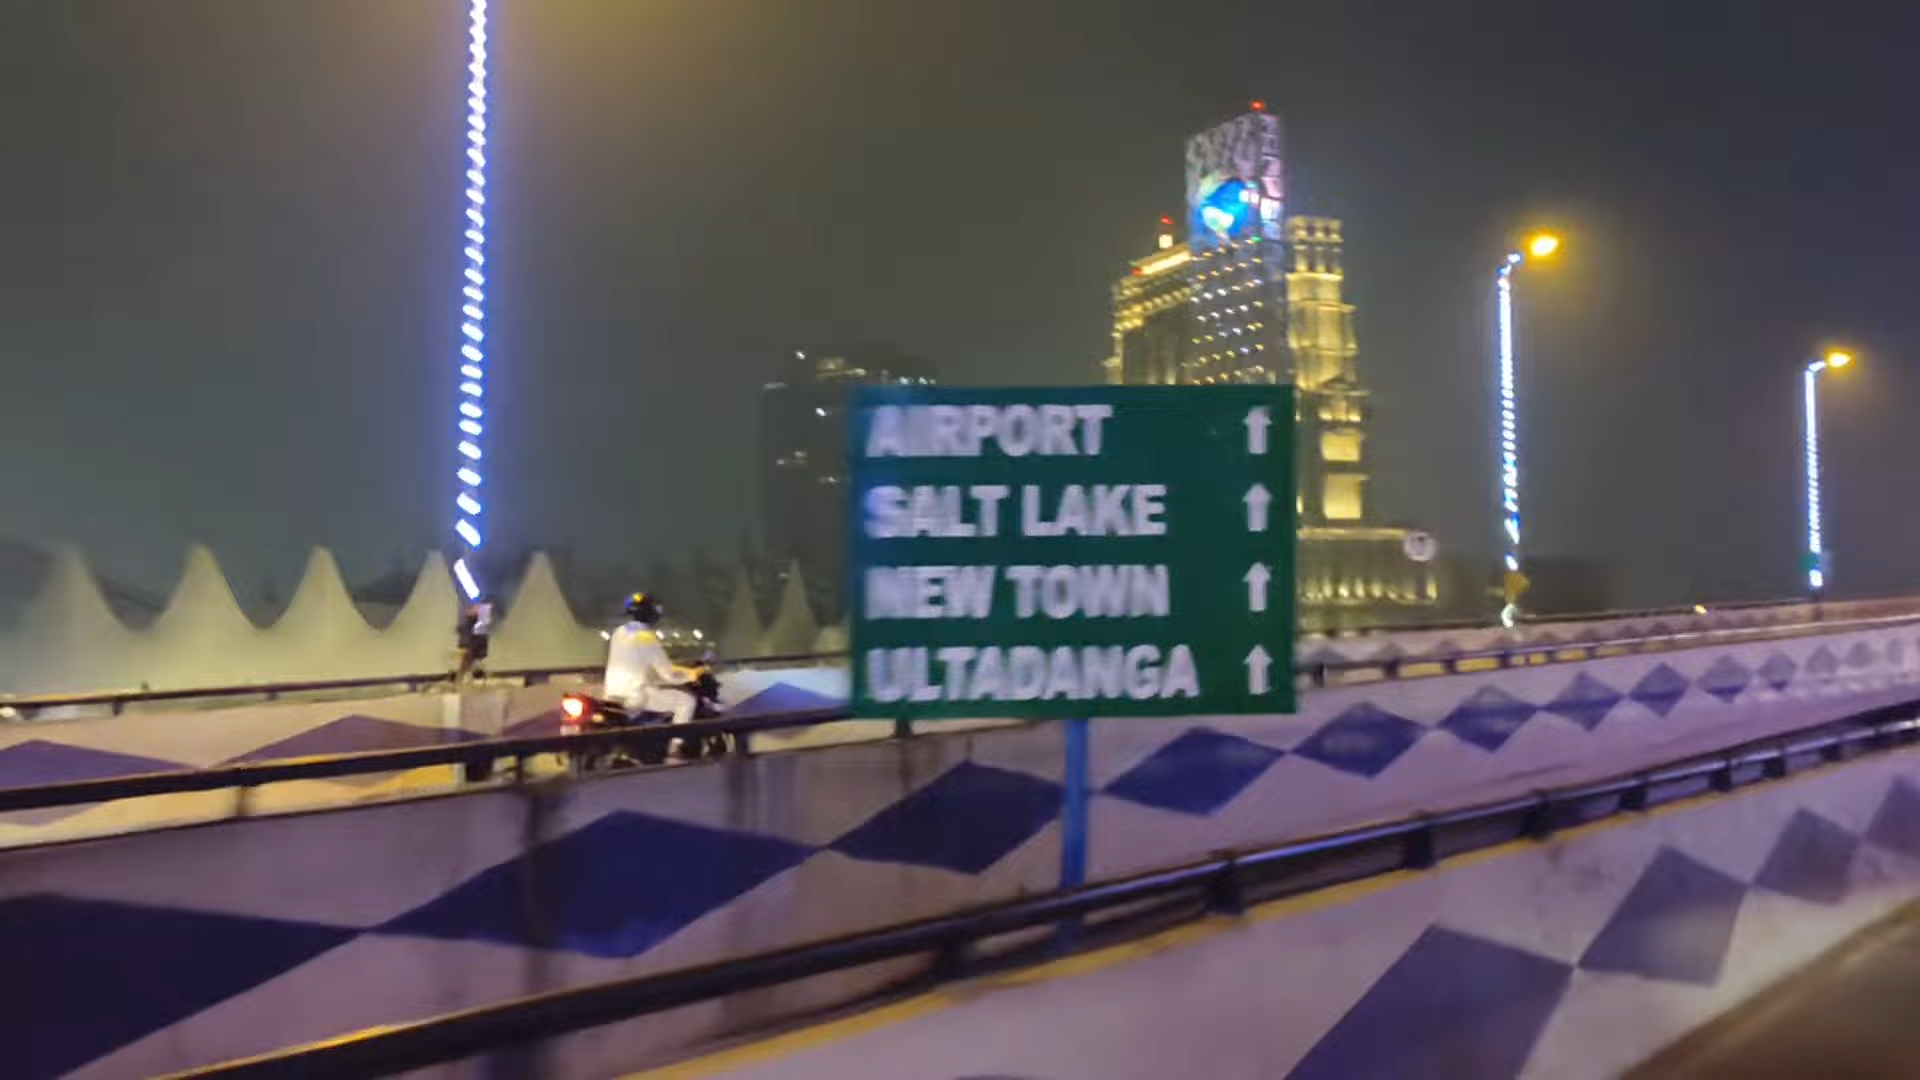 AIRPORT ↑
SALT LAKE ↑
NEW TOWN ↑
ULTADANGA ↑